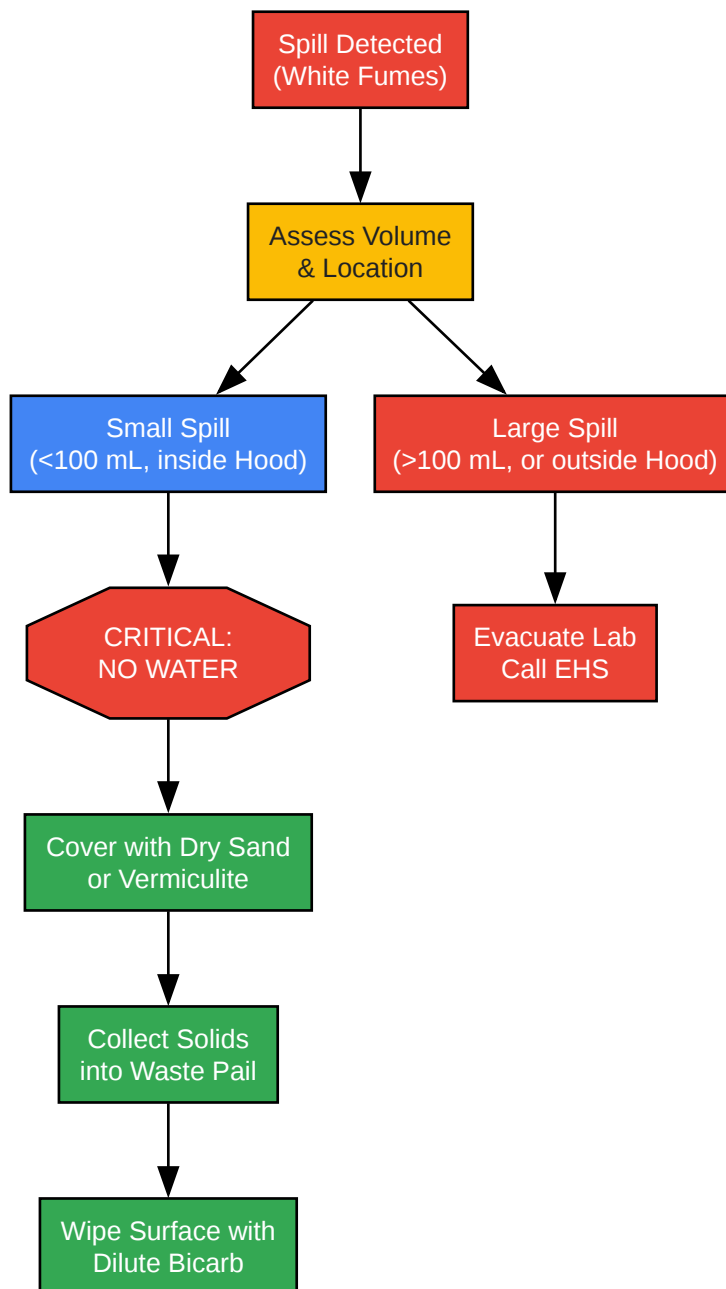 Spill Detected
(White Fumes)
Assess Volume
& Location
Small Spill
(<100 mL, inside Hood)
Large Spill
(>100 mL, or outside Hood)
CRITICAL:
NO WATER
Evacuate Lab
Call EHS
Cover with Dry Sand
or Vermiculite
Collect Solids
into Waste Pail
Wipe Surface with
Dilute Bicarb